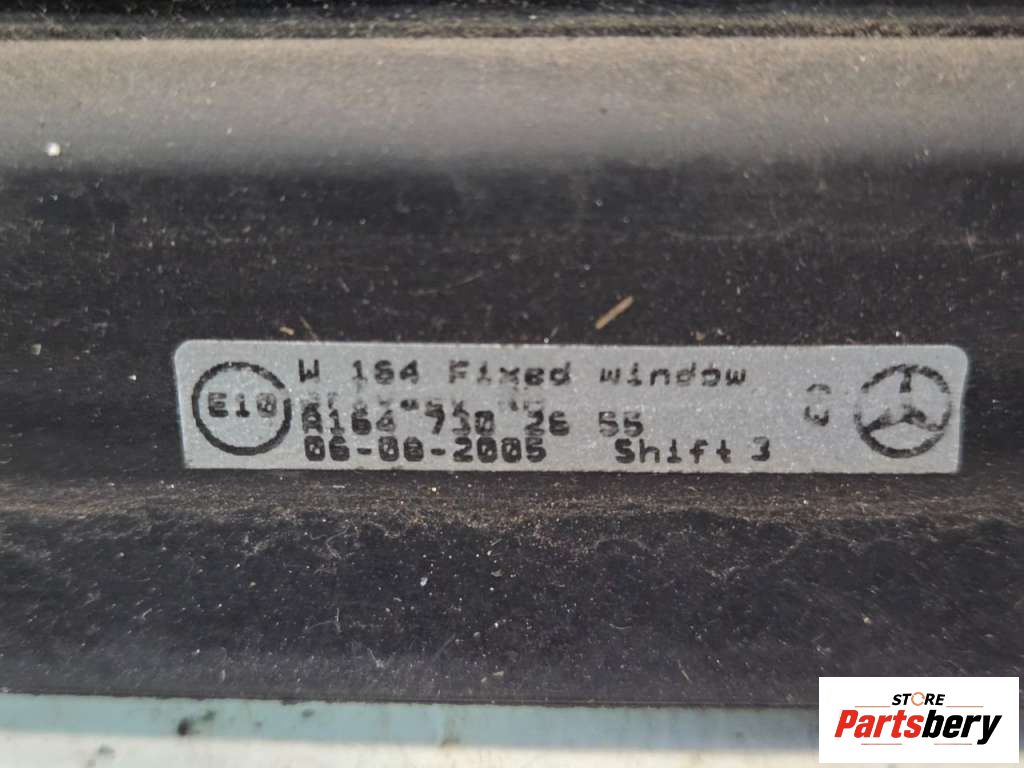 E10
W 164 Fixed window
A164 730 26 55
06-08-2005 Shift 3
STORE
Partsbery